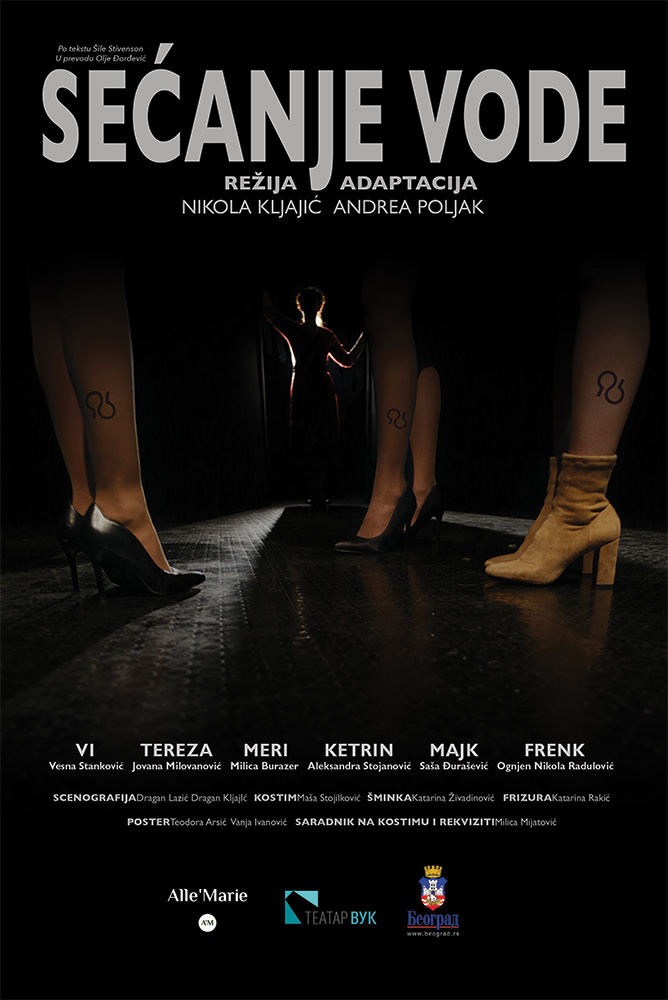 Po tekstu Šile Stivenson
U prevodu Olje Đorđević
SEĆANJE VODE
REŽIJA ADAPTACIJA
NIKOLA KLJAJIĆ ANDREA POLJAK
VI TEREZA MERI KETRIN MAJK FRENK
Vesna Stanković Jovana Milovanović Milica Burazer Aleksandra Stojanović Saša Đurašević Ognjen Nikola Radulović
SCENOGRAFIJA Dragan Lazić Dragan Kljajić KOSTIM Maša Stojilković ŠMINKA Katarina Živadinović FRIZURA Katarina Rakić
POSTER Teodora Arsić Vanja Ivanović SARADNIK NA KOSTIMU I REKVIZITI Milica Mijatović
Alle'Marie
A'M
ТЕАТАР ВУК
Београд
www.beograd.rs